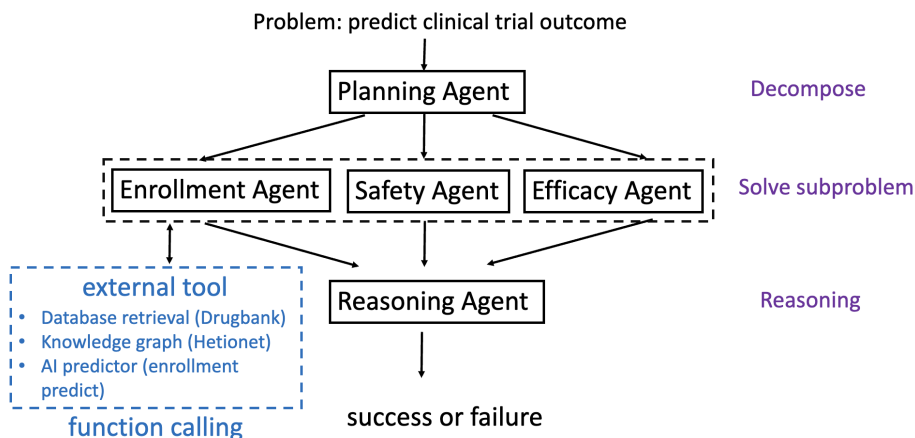 Problem: predict clinical trial outcome
Planning Agent
Decompose
Enrollment Agent
Safety Agent
Efficacy Agent
Solve subproblem
external tool
• Database retrieval (Drugbank)
• Knowledge graph (Hetionet)
• AI predictor (enrollment
predict)
function calling
Reasoning Agent
Reasoning
success or failure